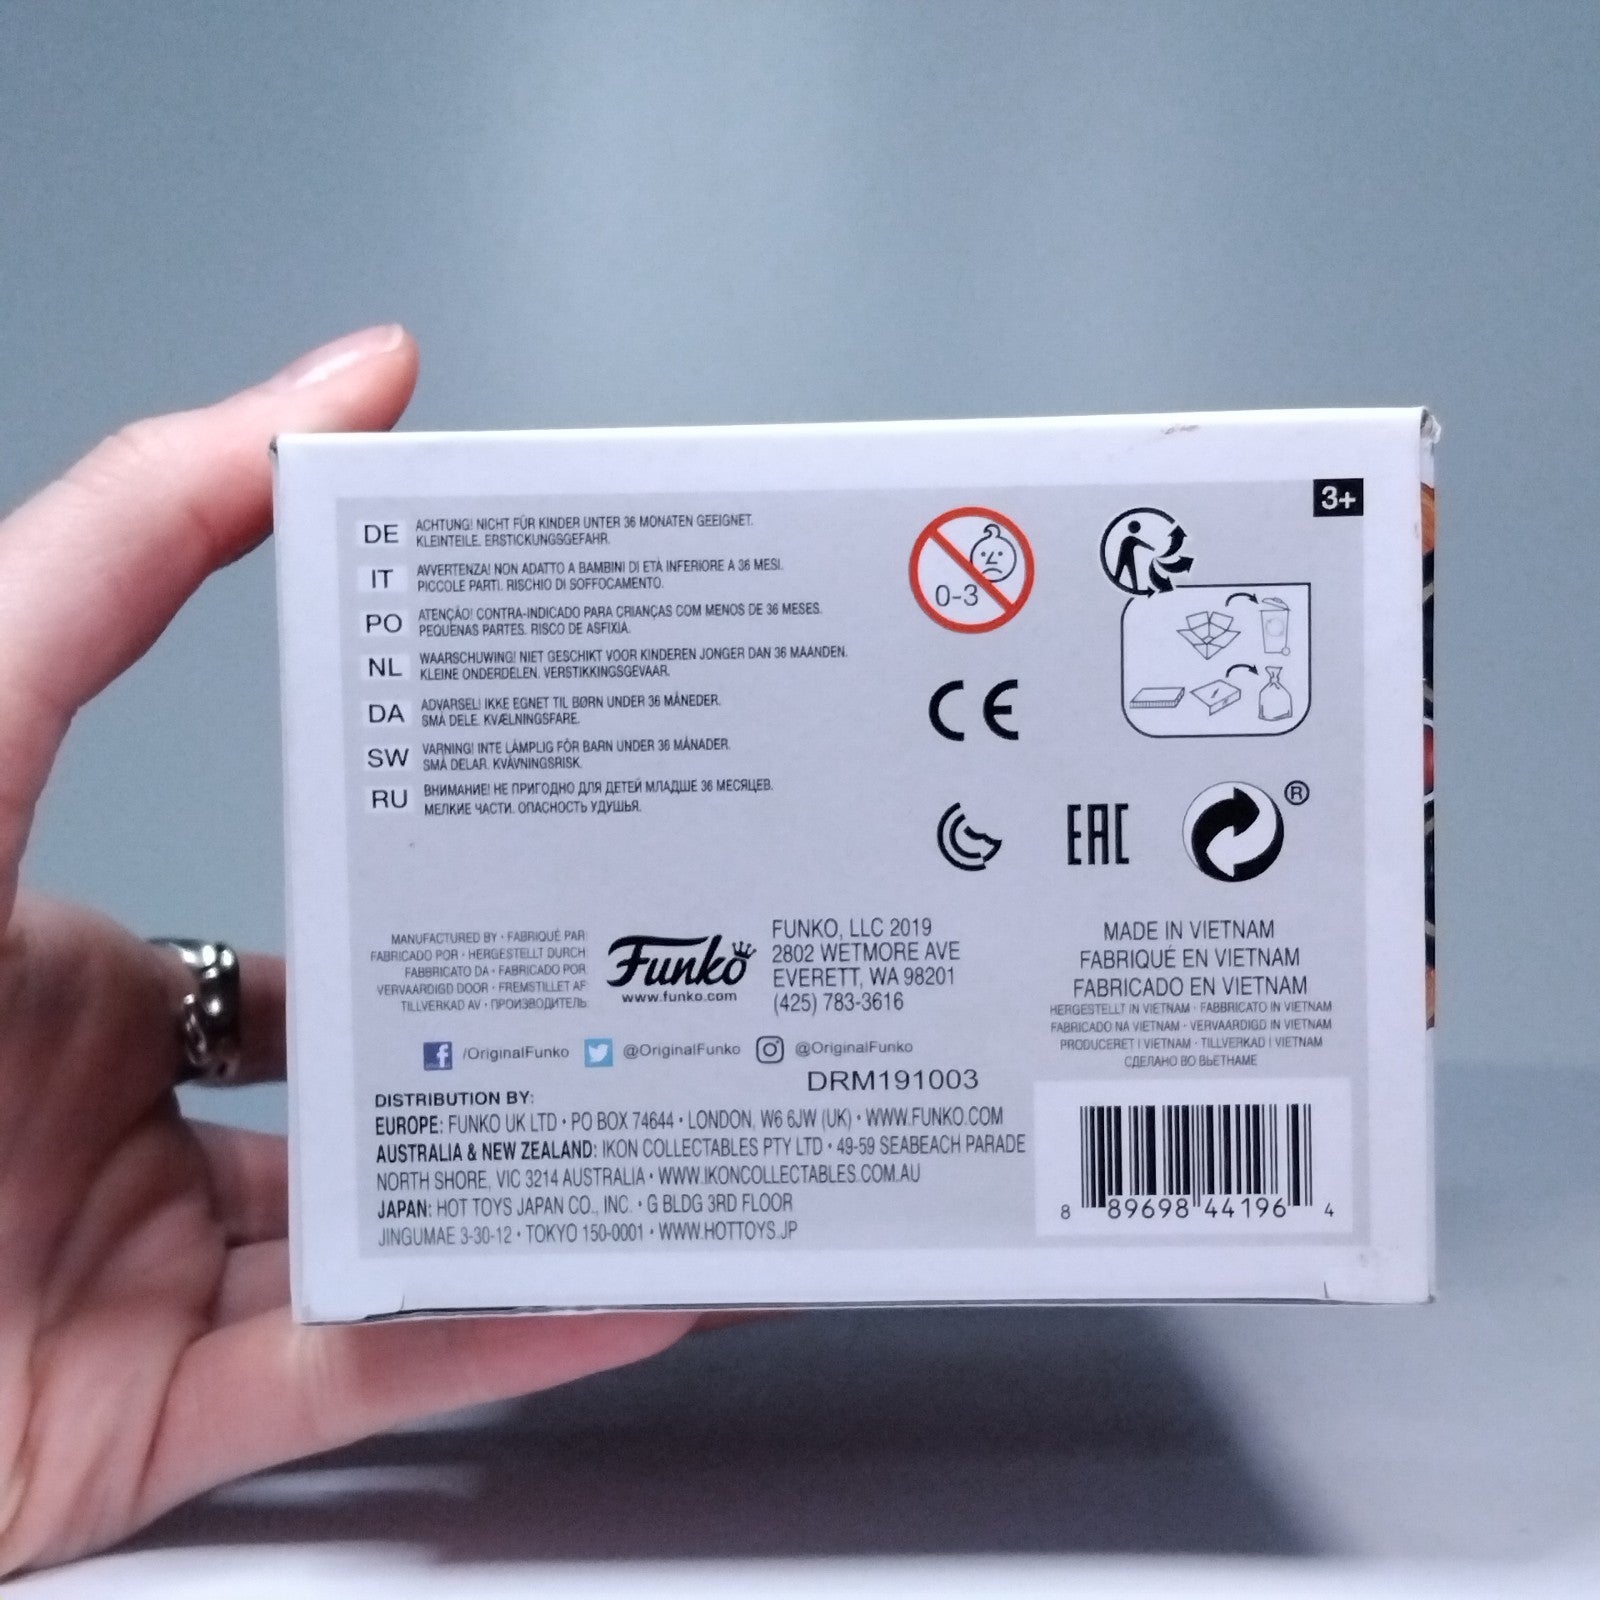 3+
DE ACHTUNG! NICHT FÜR KINDER UNTER 36 MONATEN GEEIGNET.
KLEINTEILE. ERSTICKUNGSGEFAHR.
IT AVVERTENZA! NON ADATTO A BAMBINI DI ETÀ INFERIORE A 36 MESI.
PICCOLE PARTI. RISCHIO DI SOFFOCAMENTO.
PO ATENÇÃO! CONTRA-INDICADO PARA CRIANÇAS COM MENOS DE 36 MESES.
PEQUENAS PARTES. RISCO DE ASFIXIA.
NL WAARSCHUWING! NIET GESCHIKT VOOR KINDEREN JONGER DAN 36 MAANDEN.
KLEINE ONDERDELEN. VERSTIKKINGSGEVAAR.
DA ADVARSEL! IKKE EGNET TIL BØRN UNDER 36 MÅNEDER.
SMÅ DELE. KVÆLNINGSFARE.
SW VARNING! INTE LÄMPLIG FÖR BARN UNDER 36 MÅNADER.
SMÅ DELAR. KVÄVNINGSRISK.
RU ВНИМАНИЕ! НЕ ПРИГОДНО ДЛЯ ДЕТЕЙ МЛАДШЕ 36 МЕСЯЦЕВ.
МЕЛКИЕ ЧАСТИ. ОПАСНОСТЬ УДУШЬЯ.
0-3
CE
EAC
®
MANUFACTURED BY • FABRIQUÉ PAR:
FABRICADO POR • HERGESTELLT DURCH:
FABBRICATO DA • FABRICADO POR:
VERVAARDIGD DOOR • FREMSTILLET AF:
TILLVERKAD AV • ПРОИЗВОДИТЕЛЬ:
Funko
www.funko.com
FUNKO, LLC 2019
2802 WETMORE AVE
EVERETT, WA 98201
(425) 783-3616
MADE IN VIETNAM
FABRIQUÉ EN VIETNAM
FABRICADO EN VIETNAM
HERGESTELLT IN VIETNAM • FABBRICATO IN VIETNAM
FABRICADO NA VIETNAM • VERVAARDIGD IN VIETNAM
PRODUCERET I VIETNAM • TILLVERKAD I VIETNAM
СДЕЛАНО ВО ВЬЕТНАМЕ
f /OriginalFunko @OriginalFunko @OriginalFunko
DRM191003
DISTRIBUTION BY:
EUROPE: FUNKO UK LTD • PO BOX 74644 • LONDON, W6 6JW (UK) • WWW.FUNKO.COM
AUSTRALIA & NEW ZEALAND: IKON COLLECTABLES PTY LTD • 49-59 SEABEACH PARADE
NORTH SHORE, VIC 3214 AUSTRALIA • WWW.IKONCOLLECTABLES.COM.AU
JAPAN: HOT TOYS JAPAN CO., INC. • G BLDG 3RD FLOOR
JINGUMAE 3-30-12 • TOKYO 150-0001 • WWW.HOTTOYS.JP
8 89698 44196 4